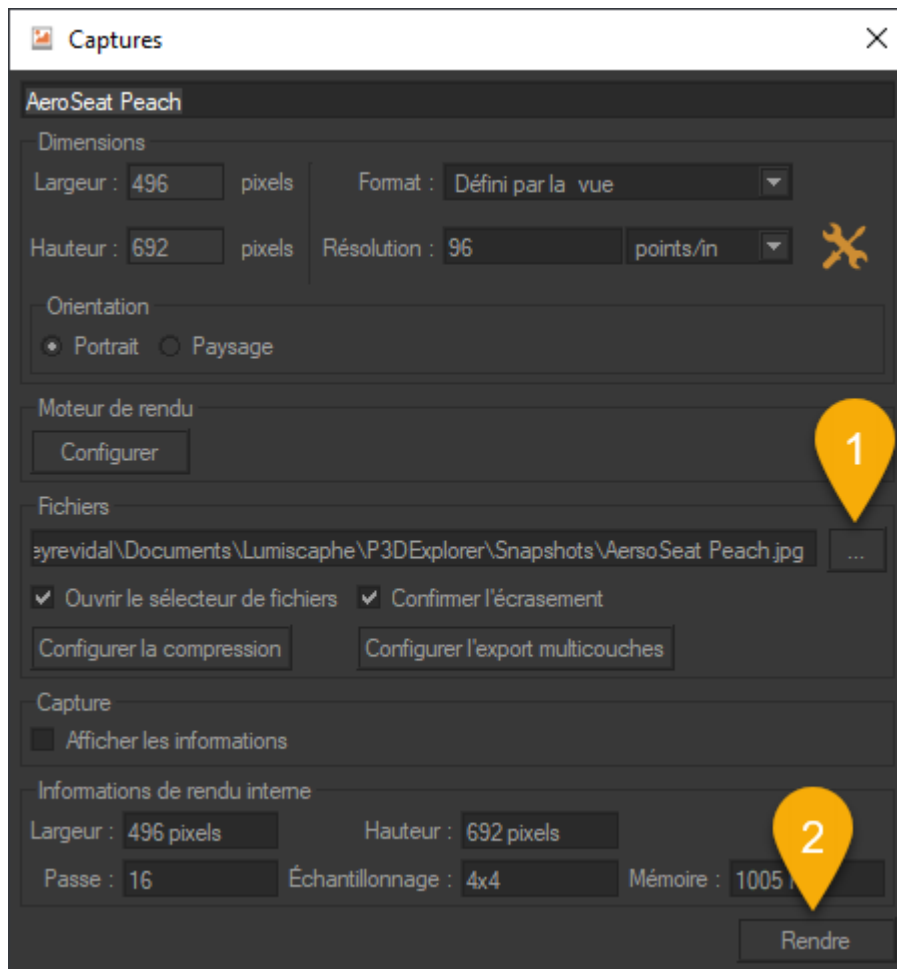 Captures
AeroSeat Peach
Dimensions
Largeur : 496 pixels Format : Défini par la vue
Hauteur : 692 pixels Résolution : 96 points/in
Orientation
Portrait Paysage
Moteur de rendu
Configurer
1
Fichiers
eyrevidal\Documents\Lumiscaphe\P3DExplorer\Snapshots\AersoSeat Peach.jpg ...
Ouvrir le sélecteur de fichiers Confirmer l'écrasement
Configurer la compression Configurer l'export multicouches
Capture
Afficher les informations
Informations de rendu interne
Largeur : 496 pixels Hauteur : 692 pixels
2
Passe : 16 Échantillonnage : 4x4 Mémoire : 1005
Rendre